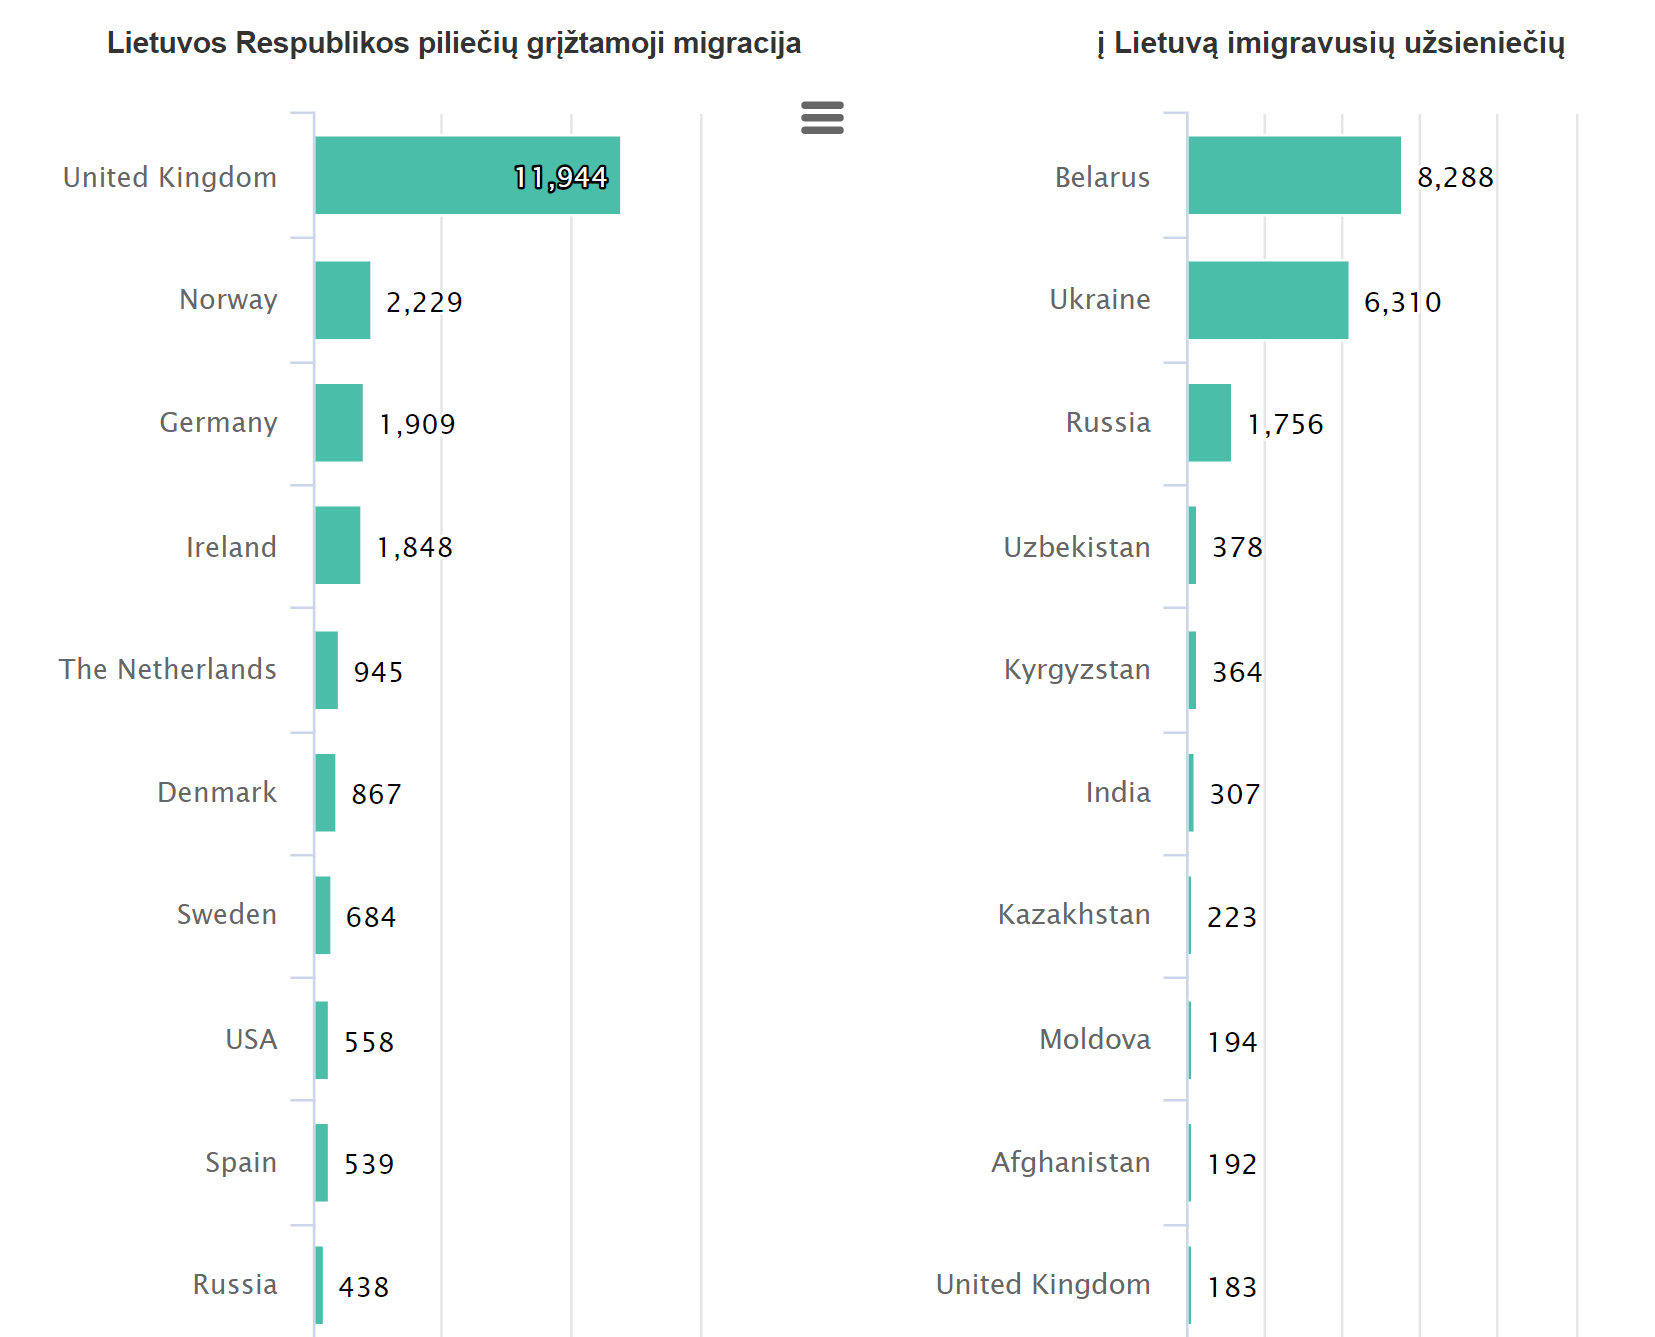 Lietuvos Respublikos piliečių grįžtamoji migracija
United Kingdom 11,944
Norway 2,229
Germany 1,909
Ireland 1,848
The Netherlands 945
Denmark 867
Sweden 684
USA 558
Spain 539
Russia 438
į Lietuvą imigravusių užsieniečių
Belarus 8,288
Ukraine 6,310
Russia 1,756
Uzbekistan 378
Kyrgyzstan 364
India 307
Kazakhstan 223
Moldova 194
Afghanistan 192
United Kingdom 183